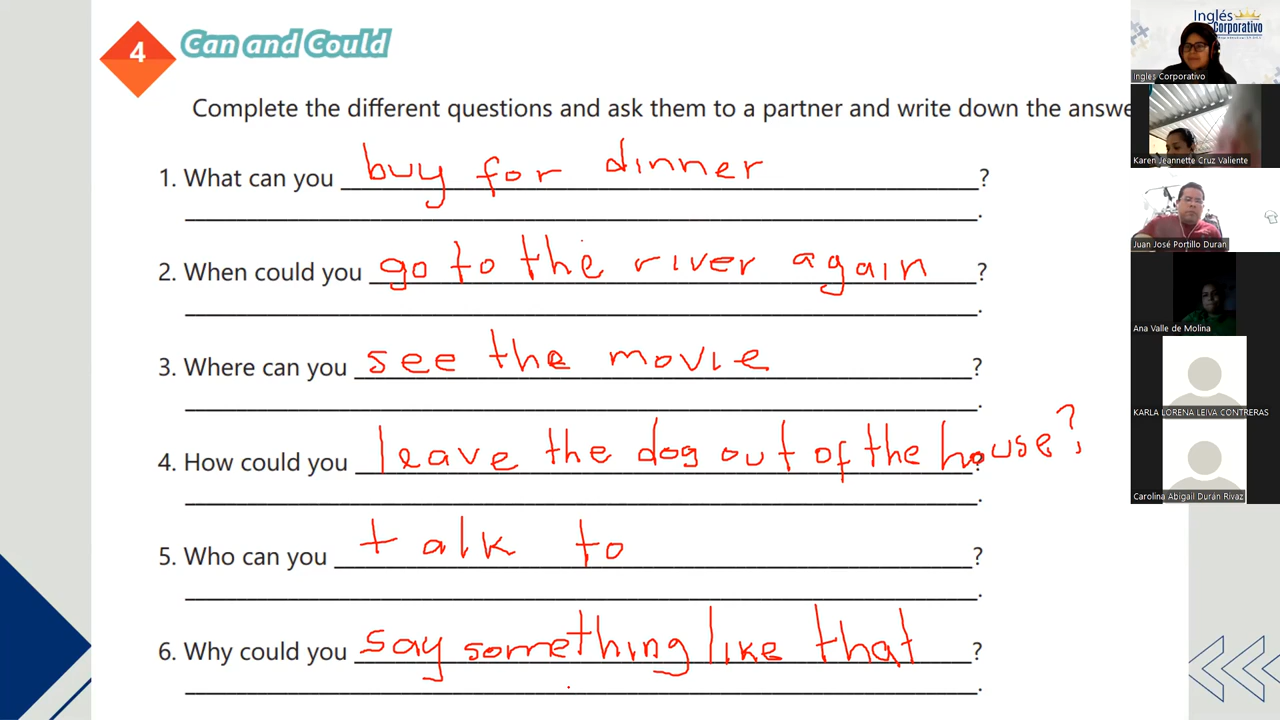 4
Can and Could
Complete the different questions and ask them to a partner and write down the answe
1. What can you buy for dinner ?
.
2. When could you go to the river again ?
.
3. Where can you see the movie ?
.
4. How could you leave the dog out of the house?
.
5. Who can you talk to ?
.
6. Why could you say something like that ?
.
Inglés
Corporativo
Ingles Corporativo
Karen Jeannette Cruz Valiente
Juan José Portillo Duran
Ana Valle de Molina
KARLA LORENA LEIVA CONTRERAS
Carolina Abigail Durán Rivaz